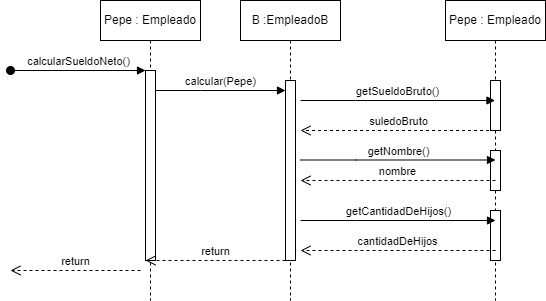 Pepe : Empleado
B :EmpleadoB
Pepe : Empleado
calcularSueldoNeto()
calcular(Pepe)
getSueldoBruto()
suledoBruto
getNombre()
nombre
getCantidadDeHijos()
cantidadDeHijos
return
return